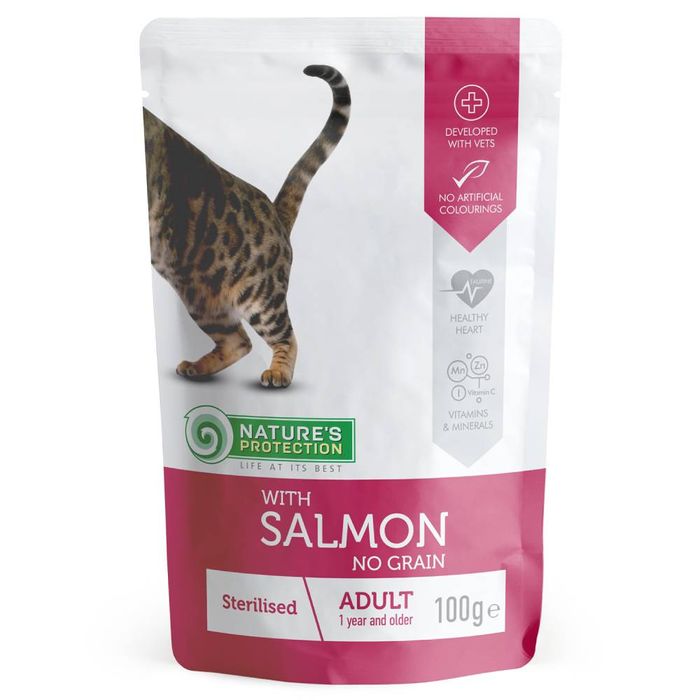 DEVELOPED
WITH VETS
NO ARTIFICIAL
COLOURINGS
TAURINE
HEALTHY
HEART
Mn Zn
I Vitamin C
VITAMINS
& MINERALS
NATURE'S
PROTECTION
LIFE AT ITS BEST
WITH
SALMON
NO GRAIN
Sterilised
ADULT
1 year and older
100g e